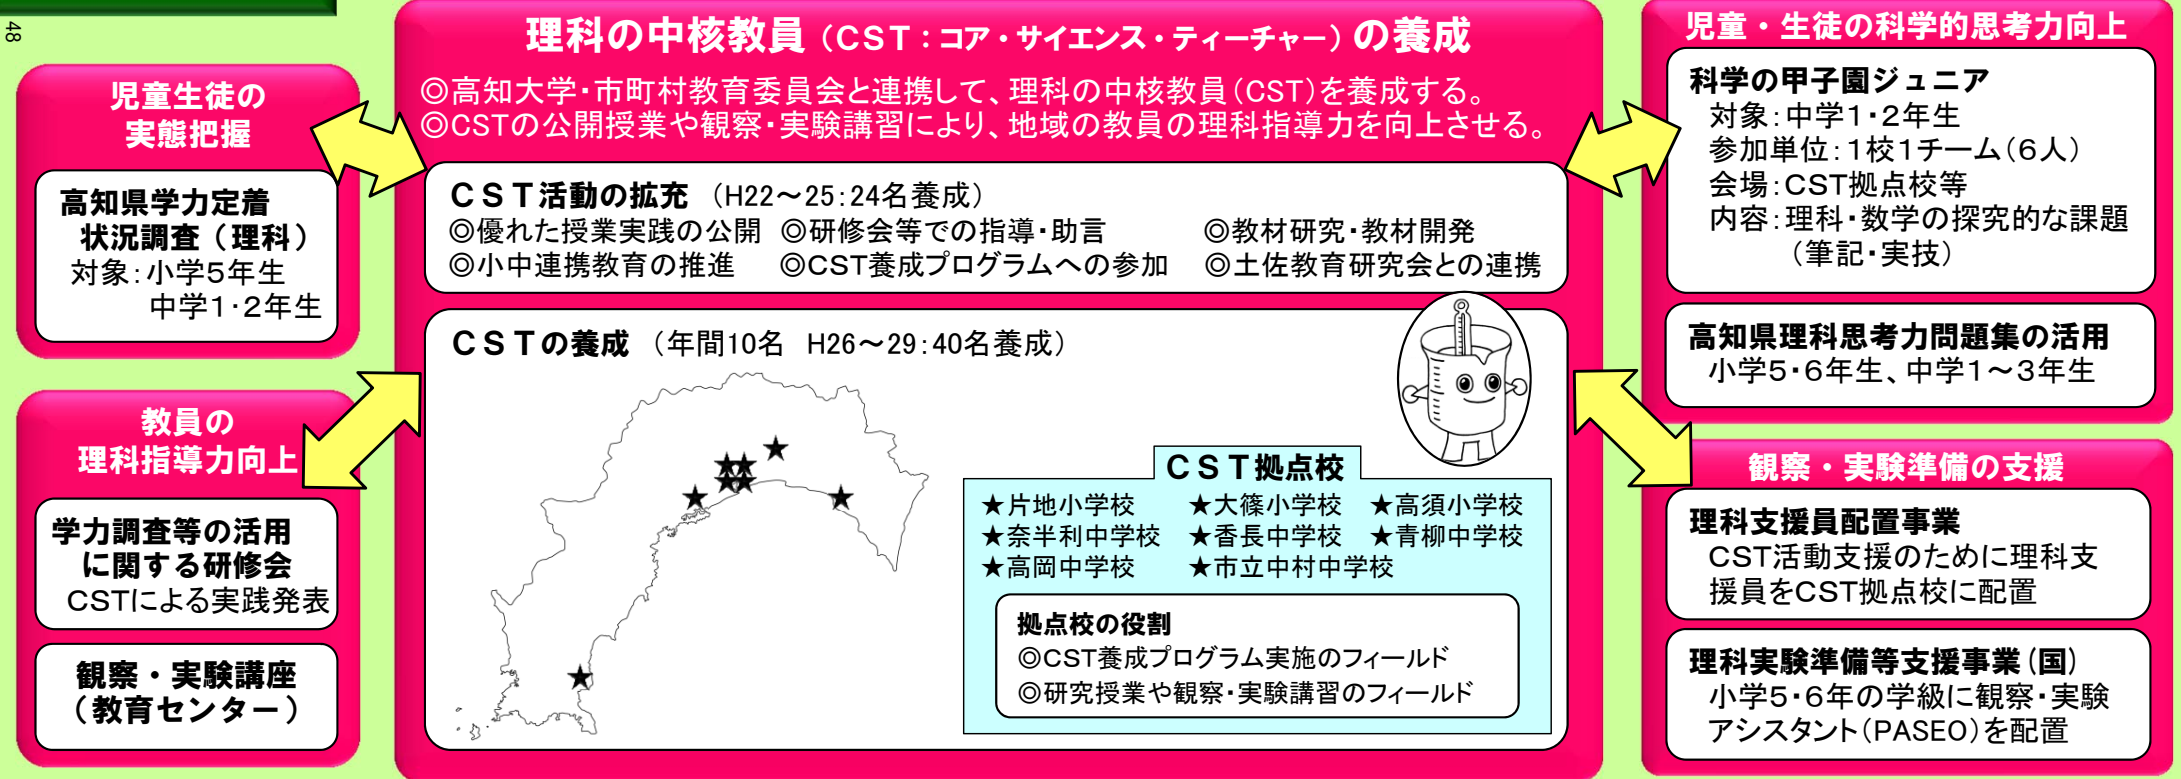 48
児童生徒の
実態把握
高知県学力定着
状況調査（理科）
対象：小学5年生
中学1・2年生
教員の
理科指導力向上
学力調査等の活用
に関する研修会
CSTによる実践発表
観察・実験講座
（教育センター）
理科の中核教員（CST：コア・サイエンス・ティーチャー）の養成
◎高知大学・市町村教育委員会と連携して、理科の中核教員（CST）を養成する。
◎CSTの公開授業や観察・実験講習により、地域の教員の理科指導力を向上させる。
ＣＳＴ活動の拡充　（H22～25：24名養成）
◎優れた授業実践の公開　◎研修会等での指導・助言　◎教材研究・教材開発
◎小中連携教育の推進　◎CST養成プログラムへの参加　◎土佐教育研究会との連携
ＣＳＴの養成　（年間10名　H26～29：40名養成）
ＣＳＴ拠点校
★片地小学校　★大篠小学校　★高須小学校
★奈半利中学校　★香長中学校　★青柳中学校
★高岡中学校　★市立中村中学校
拠点校の役割
◎CST養成プログラム実施のフィールド
◎研究授業や観察・実験講習のフィールド
児童・生徒の科学的思考力向上
科学の甲子園ジュニア
対象：中学1・2年生
参加単位：1校1チーム（6人）
会場：CST拠点校等
内容：理科・数学の探究的な課題
（筆記・実技）
高知県理科思考力問題集の活用
小学5・6年生、中学1～3年生
観察・実験準備の支援
理科支援員配置事業
CST活動支援のために理科支
援員をCST拠点校に配置
理科実験準備等支援事業（国）
小学5・6年の学級に観察・実験
アシスタント（PASEO）を配置